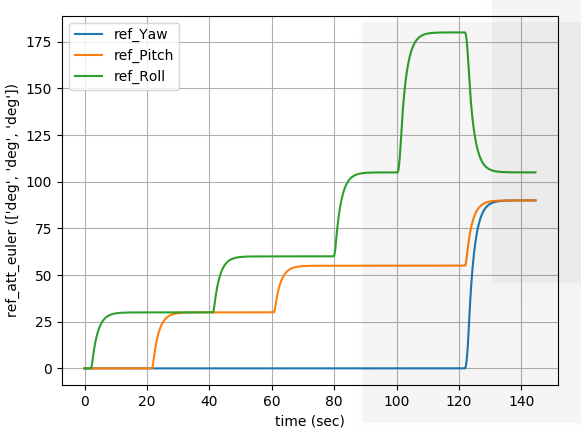 ref_Yaw
ref_Pitch
ref_Roll
ref_att_euler (['deg', 'deg', 'deg'])
175
150
125
100
75
50
25
0
0 20 40 60 80 100 120 140
time (sec)